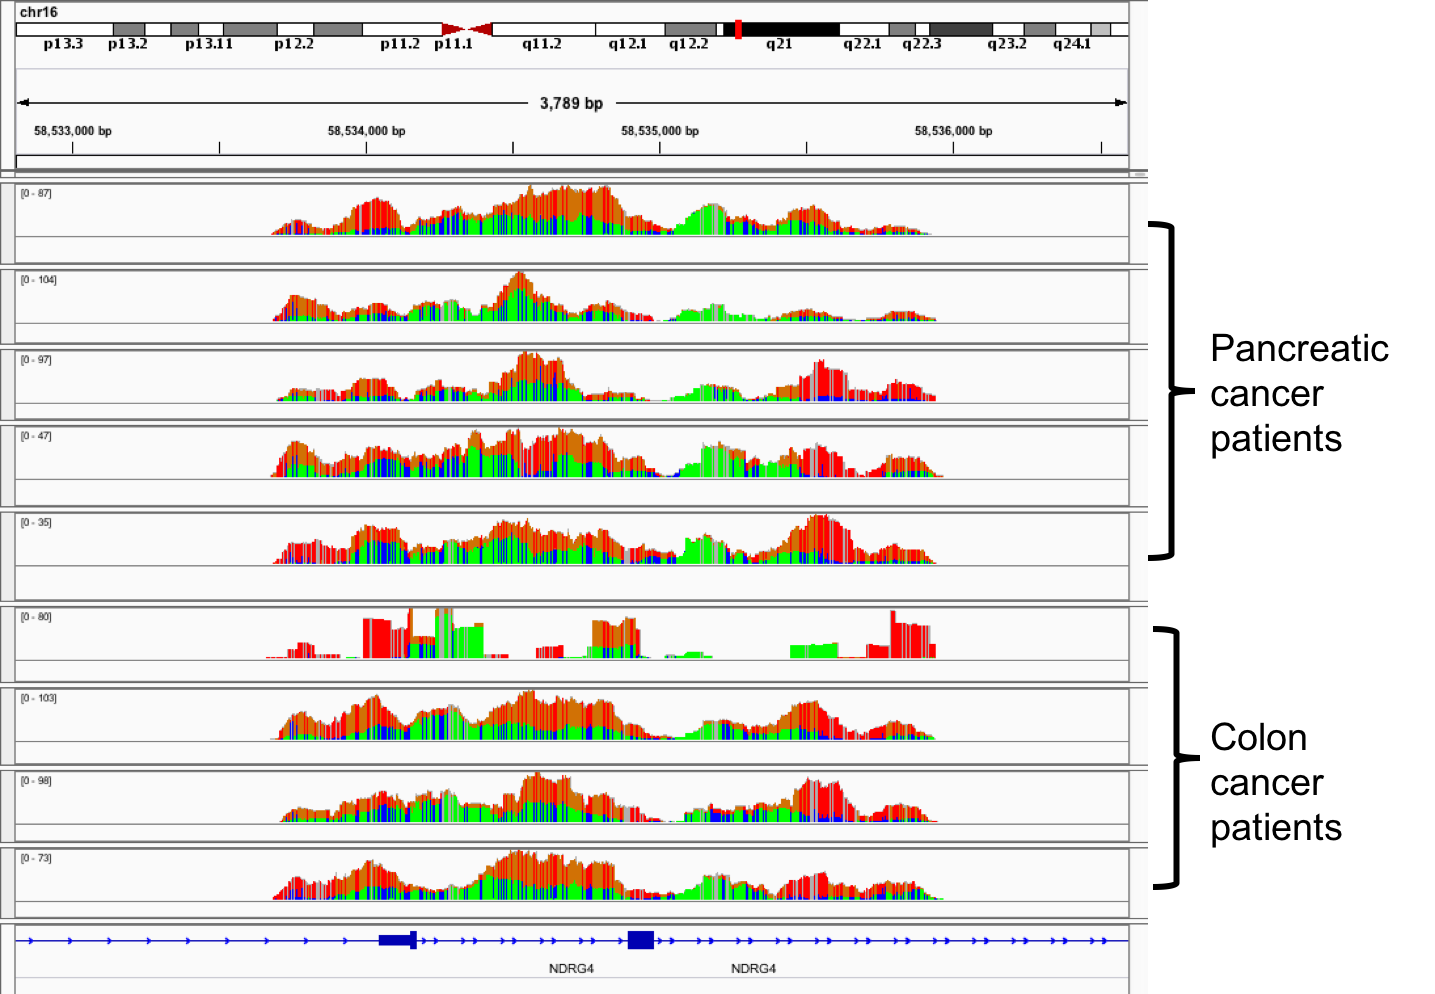 chr16
p13.3 p13.2 p13.11 p12.2 p11.2 p11.1 q11.2 q12.1 q12.2 q21 q22.1 q22.3 q23.2 q24.1
3,789 bp
58,533,000 bp 58,534,000 bp 58,535,000 bp 58,536,000 bp
[0 - 87]
[0 - 104]
[0 - 97]
[0 - 47]
[0 - 35]
Pancreatic
cancer
patients
[0 - 80]
[0 - 103]
[0 - 98]
[0 - 73]
Colon
cancer
patients
NDRG4 NDRG4